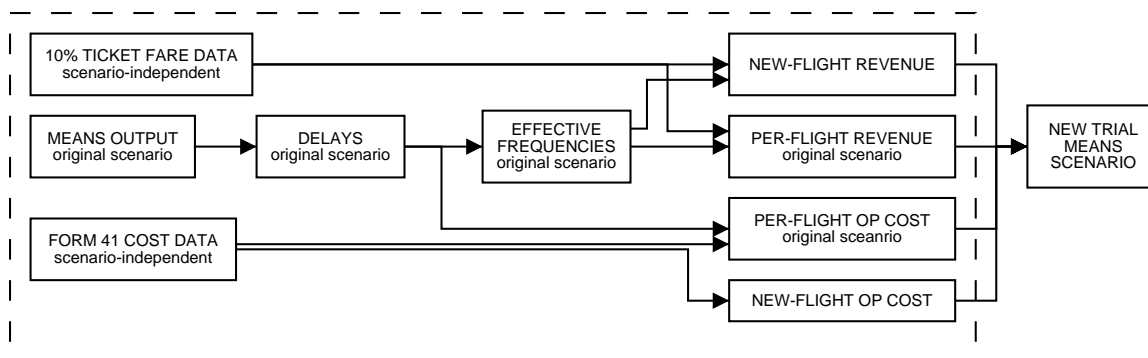 10% TICKET FARE DATA
scenario-independent
NEW-FLIGHT REVENUE
MEANS OUTPUT
original scenario
DELAYS
original scenario
EFFECTIVE
FREQUENCIES
original scenario
PER-FLIGHT REVENUE
original scenario
NEW TRIAL
MEANS
SCENARIO
FORM 41 COST DATA
scenario-independent
PER-FLIGHT OP COST
original sceanrio
NEW-FLIGHT OP COST